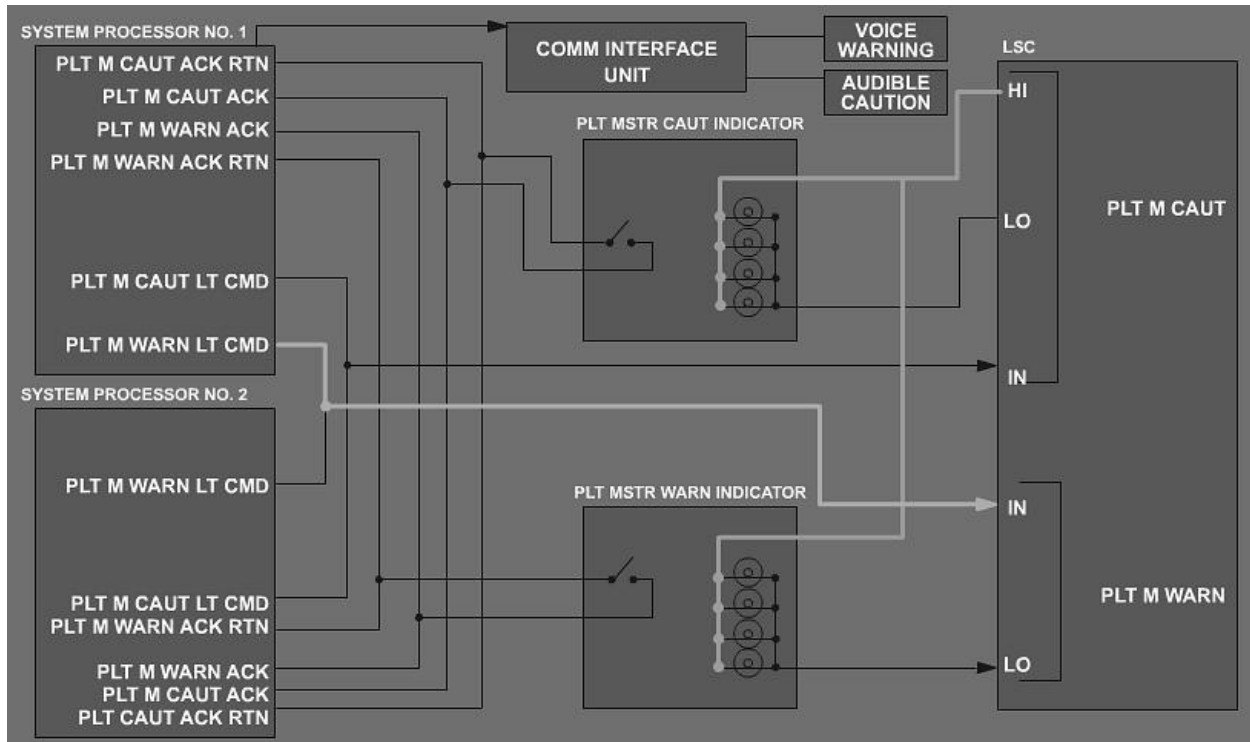 SYSTEM PROCESSOR NO. 1
PLT M CAUT ACK RTN
PLT M CAUT ACK
PLT M WARN ACK
PLT M WARN ACK RTN
PLT M CAUT LT CMD
PLT M WARN LT CMD
SYSTEM PROCESSOR NO. 2
PLT M WARN LT CMD
PLT M CAUT LT CMD
PLT M WARN ACK RTN
PLT M WARN ACK
PLT M CAUT ACK
PLT CAUT ACK RTN
COMM INTERFACE
UNIT
VOICE
WARNING
AUDIBLE
CAUTION
PLT MSTR CAUT INDICATOR
PLT MSTR WARN INDICATOR
LSC
HI
LO
IN
PLT M CAUT
IN
LO
PLT M WARN